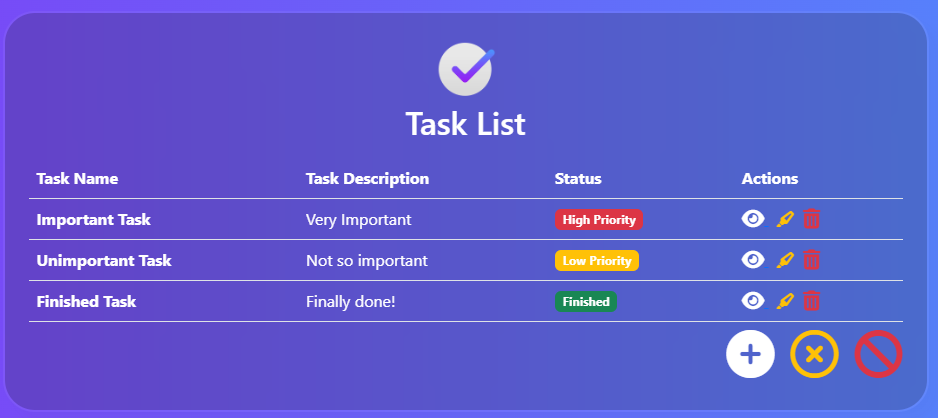 Task List
Task Name Task Description Status Actions
Important Task Very Important High Priority
Unimportant Task Not so important Low Priority
Finished Task Finally done! Finished